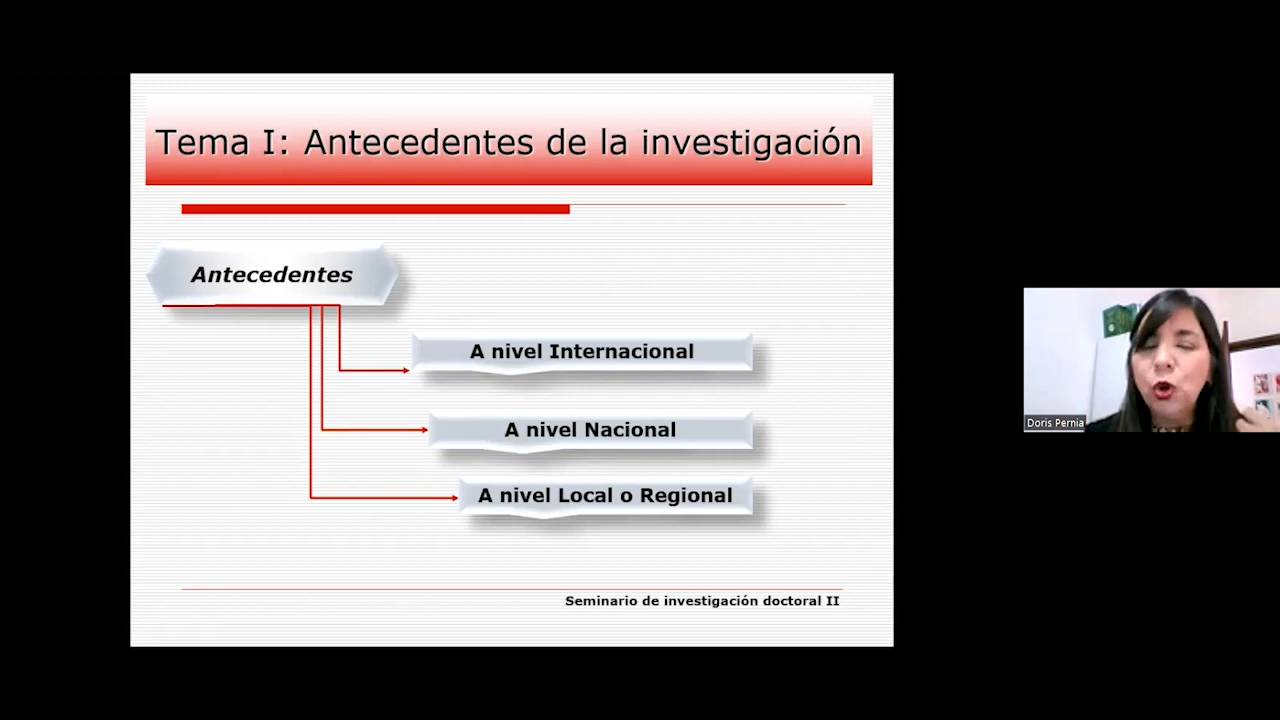 Tema I: Antecedentes de la investigación
Antecedentes
A nivel Internacional
A nivel Nacional
A nivel Local o Regional
Seminario de investigación doctoral II
Doris Pernia